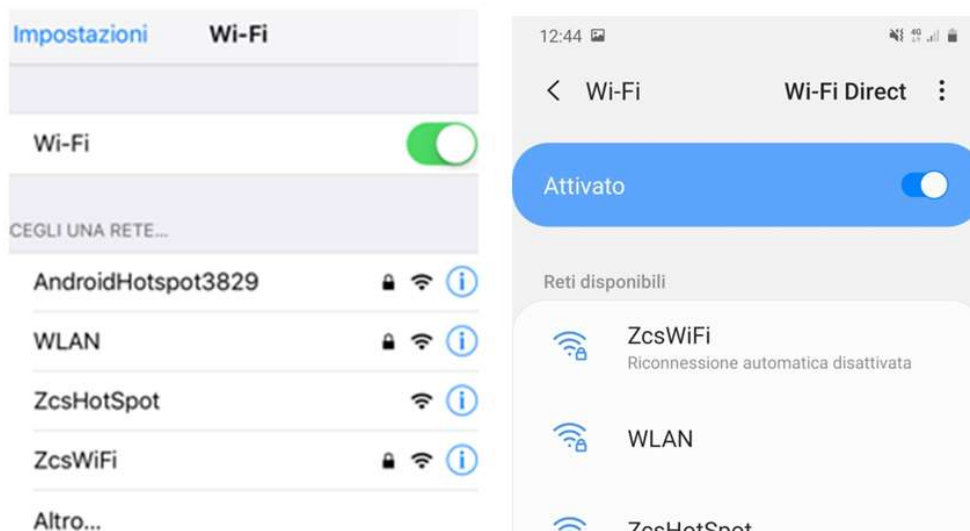 Impostazioni Wi-Fi
Wi-Fi
CEGLI UNA RETE...
AndroidHotspot3829
WLAN
ZcsHotSpot
ZcsWiFi
Altro...
12:44
Wi-Fi Wi-Fi Direct
Attivato
Reti disponibili
ZcsWiFi
Riconnessione automatica disattivata
WLAN
ZcsHotSpot